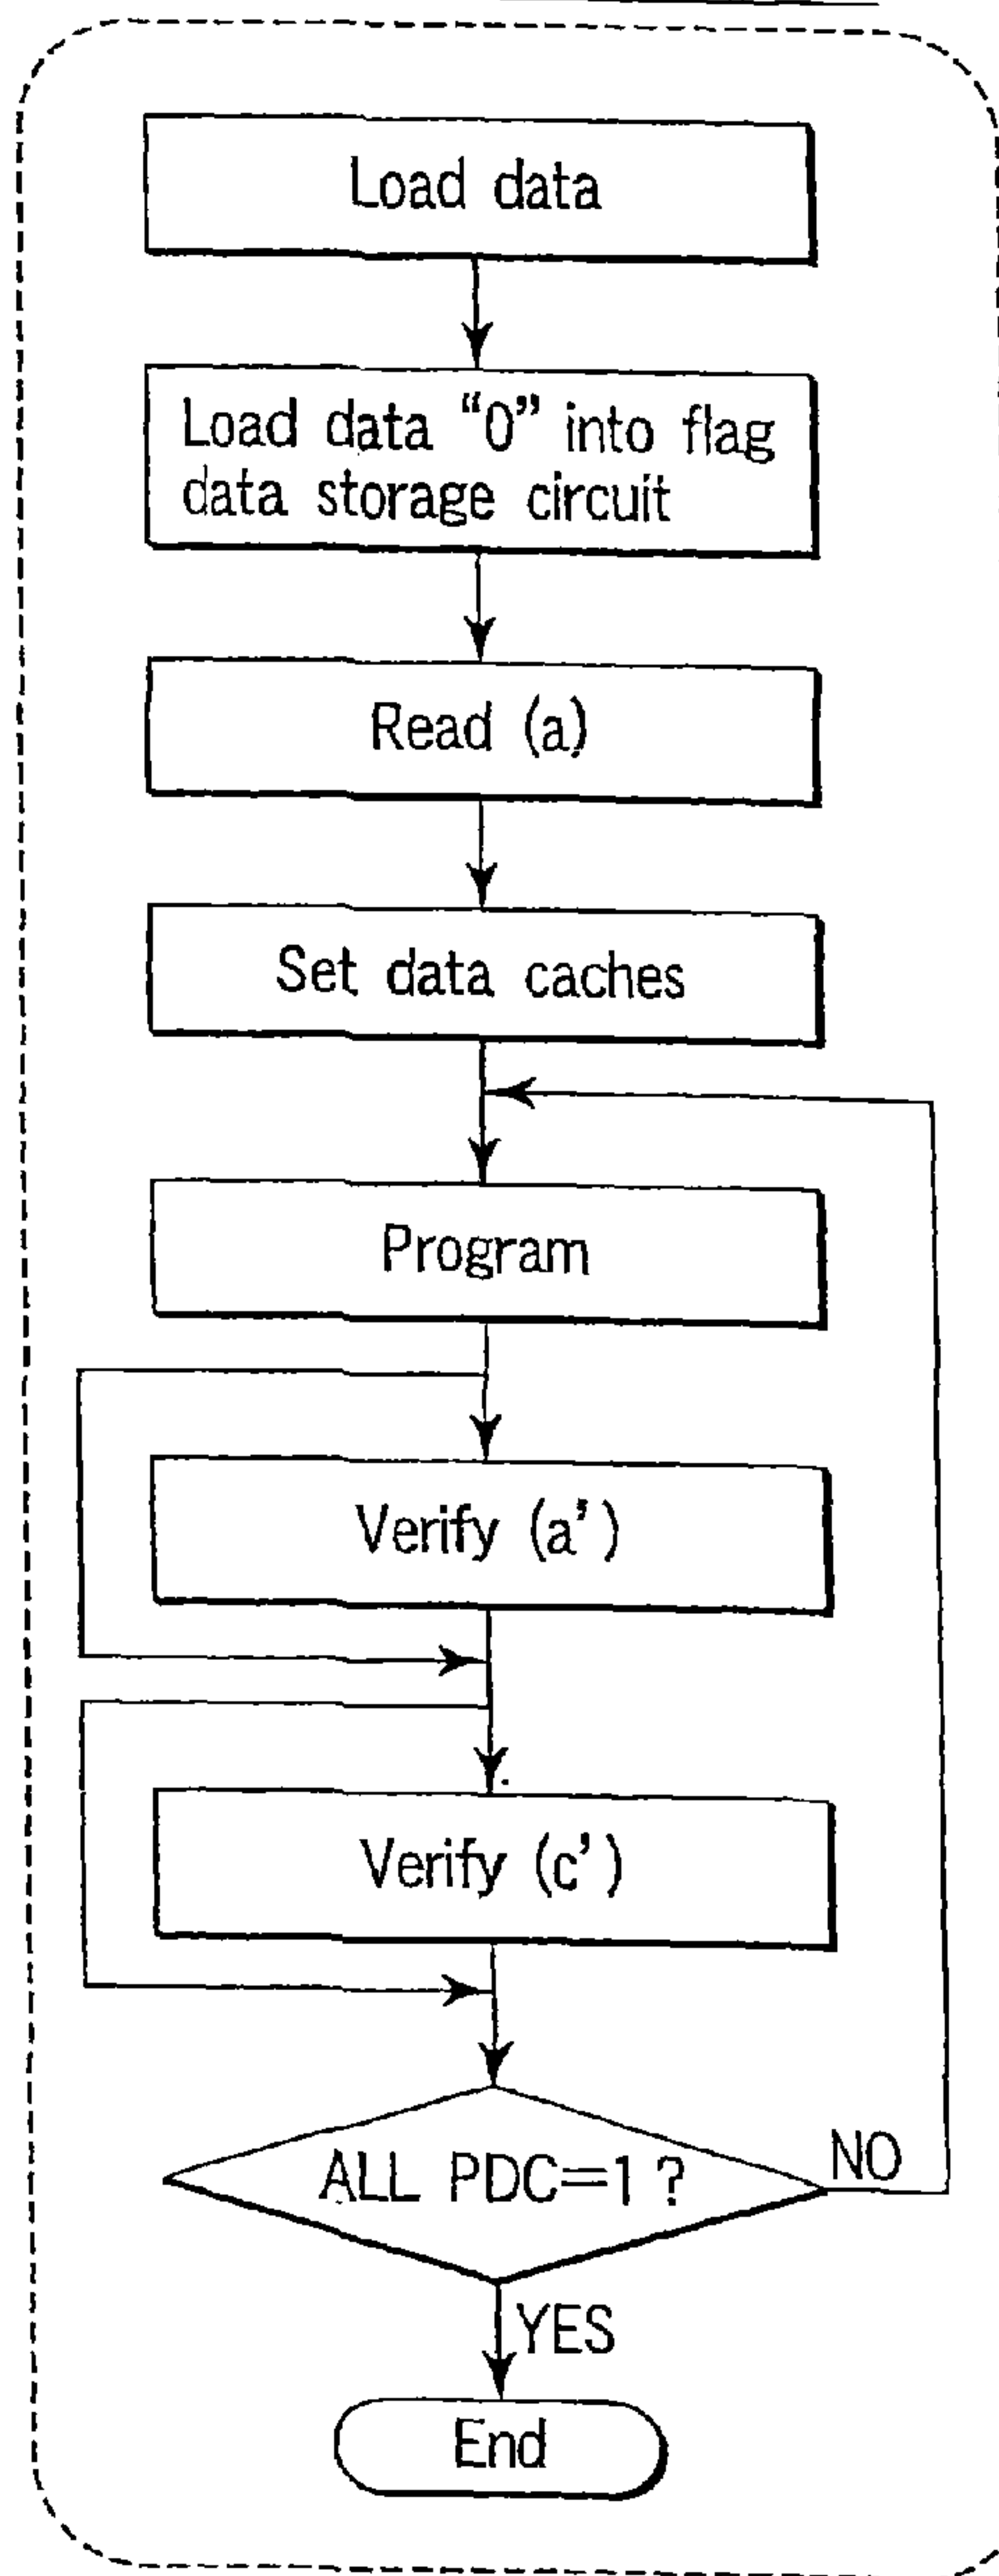 Load data
Load data “0” into flag
data storage circuit
Read (a)
Set data caches
Program
Verify (a’)
Verify (c’)
ALL PDC=1 ?
NO
YES
End